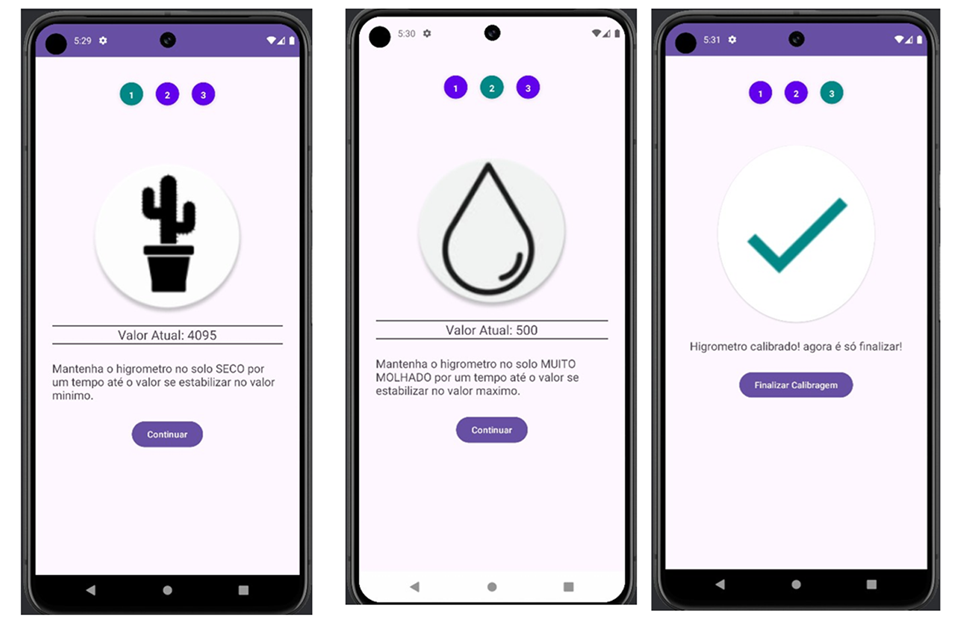 5:29
1 2 3
Valor Atual: 4095
Mantenha o higrometro no solo SECO por
um tempo até o valor se estabilizar no valor
minimo.
Continuar
5:30
1 2 3
Valor Atual: 500
Mantenha o higrometro no solo MUITO
MOLHADO por um tempo até o valor se
estabilizar no valor maximo.
Continuar
5:31
1 2 3
Higrometro calibrado! agora é só finalizar!
Finalizar Calibragem